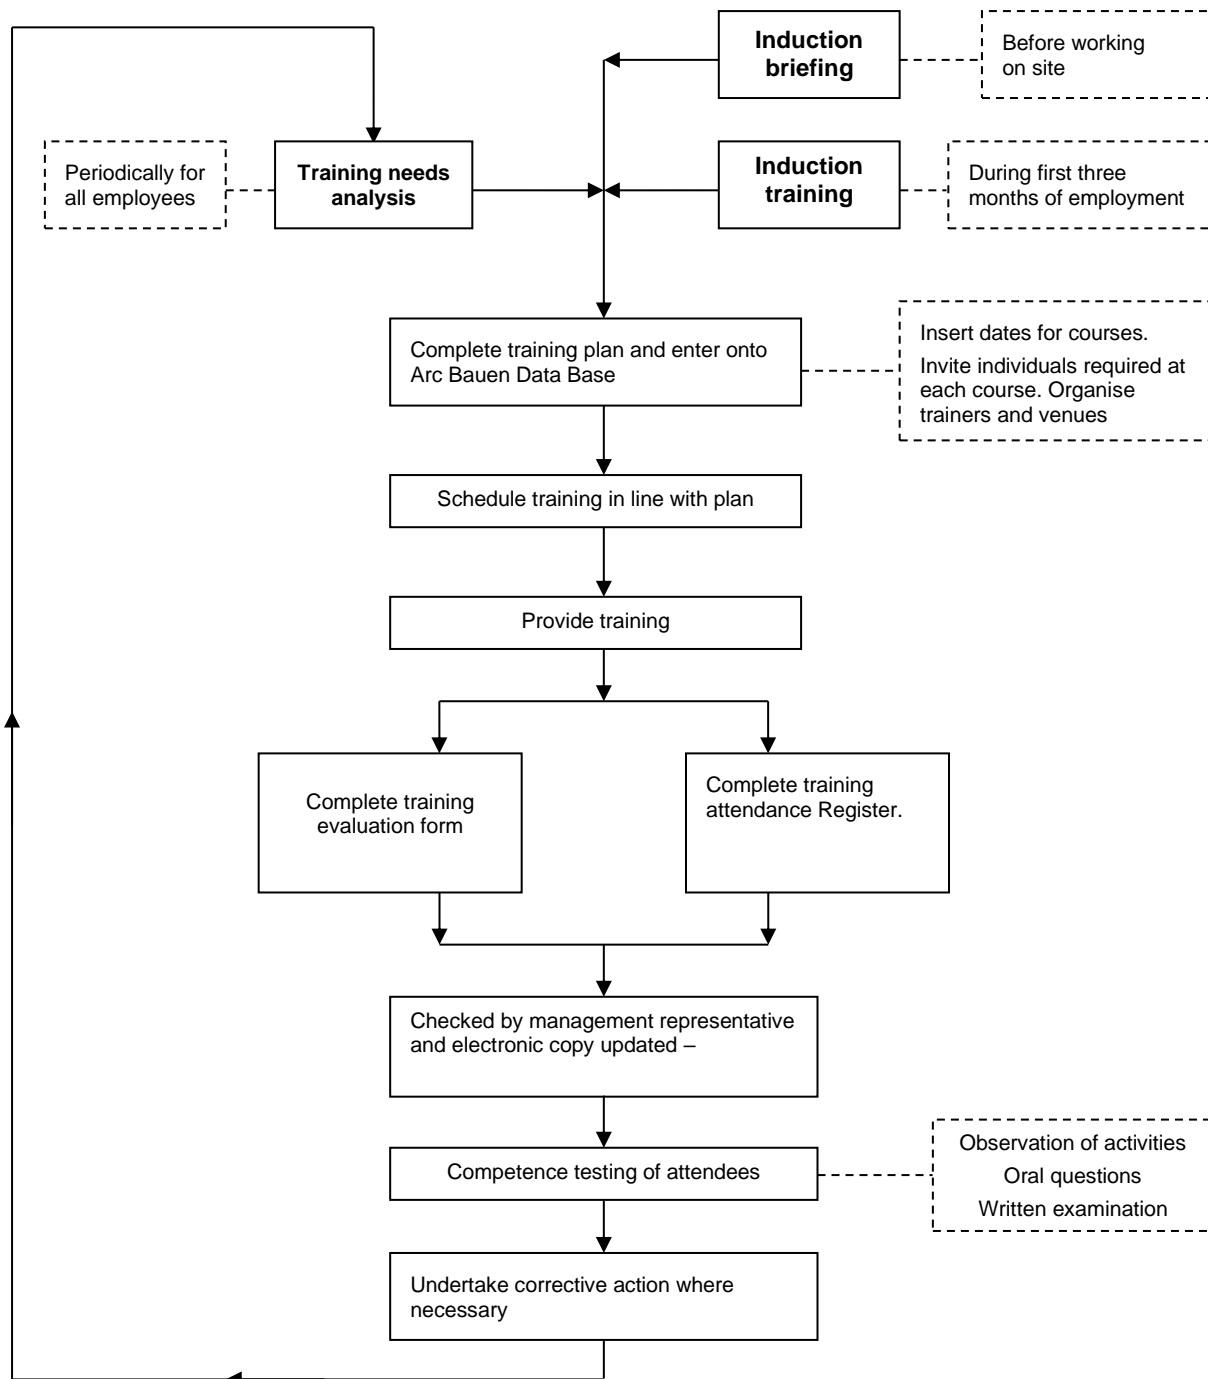 Induction
briefing
Before working
on site
Periodically for
all employees
Training needs
analysis
Induction
training
During first three
months of employment
Complete training plan and enter onto
Arc Bauen Data Base
Insert dates for courses.
Invite individuals required at
each course. Organise
trainers and venues
Schedule training in line with plan
Provide training
Complete training
evaluation form
Complete training
attendance Register.
Checked by management representative
and electronic copy updated –
Competence testing of attendees
Observation of activities
Oral questions
Written examination
Undertake corrective action where
necessary